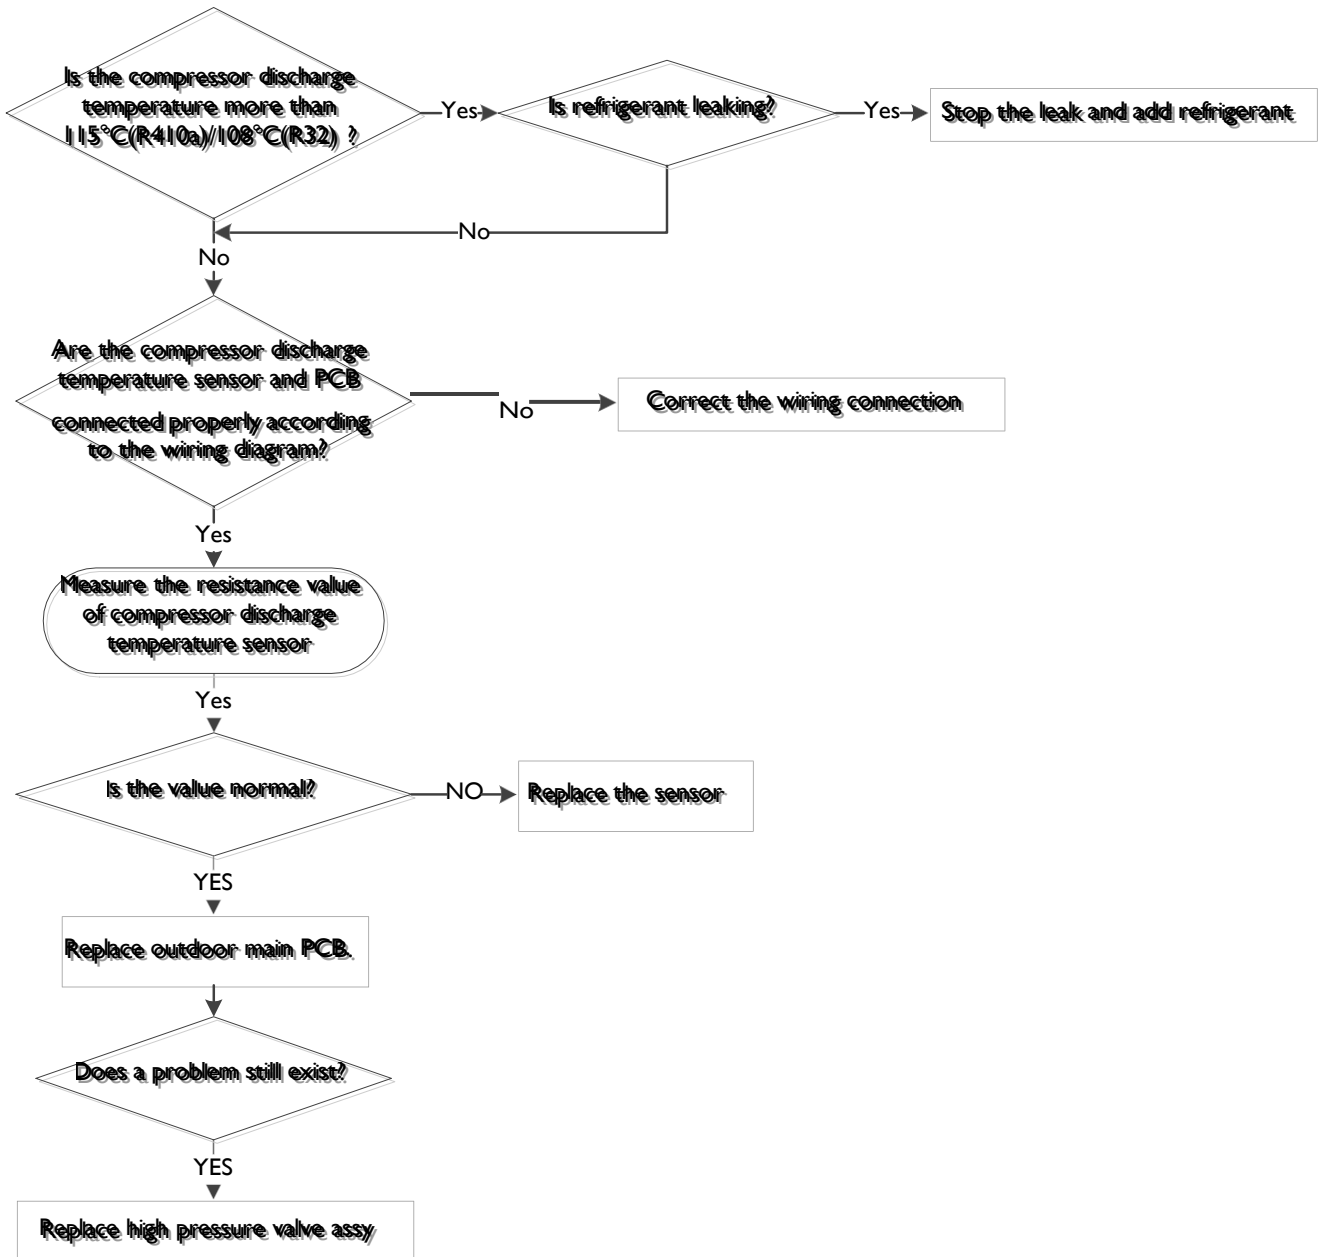 Is the compressor discharge
temperature more than
115°C(R410a)/108°C(R32) ?
Yes
Is refrigerant leaking?
Yes
Stop the leak and add refrigerant
No
No
Are the compressor discharge
temperature sensor and PCB
connected properly according
to the wiring diagram?
No
Correct the wiring connection
Yes
Measure the resistance value
of compressor discharge
temperature sensor
Yes
Is the value normal?
NO
Replace the sensor
YES
Replace outdoor main PCB.
Does a problem still exist?
YES
Replace high pressure valve assy